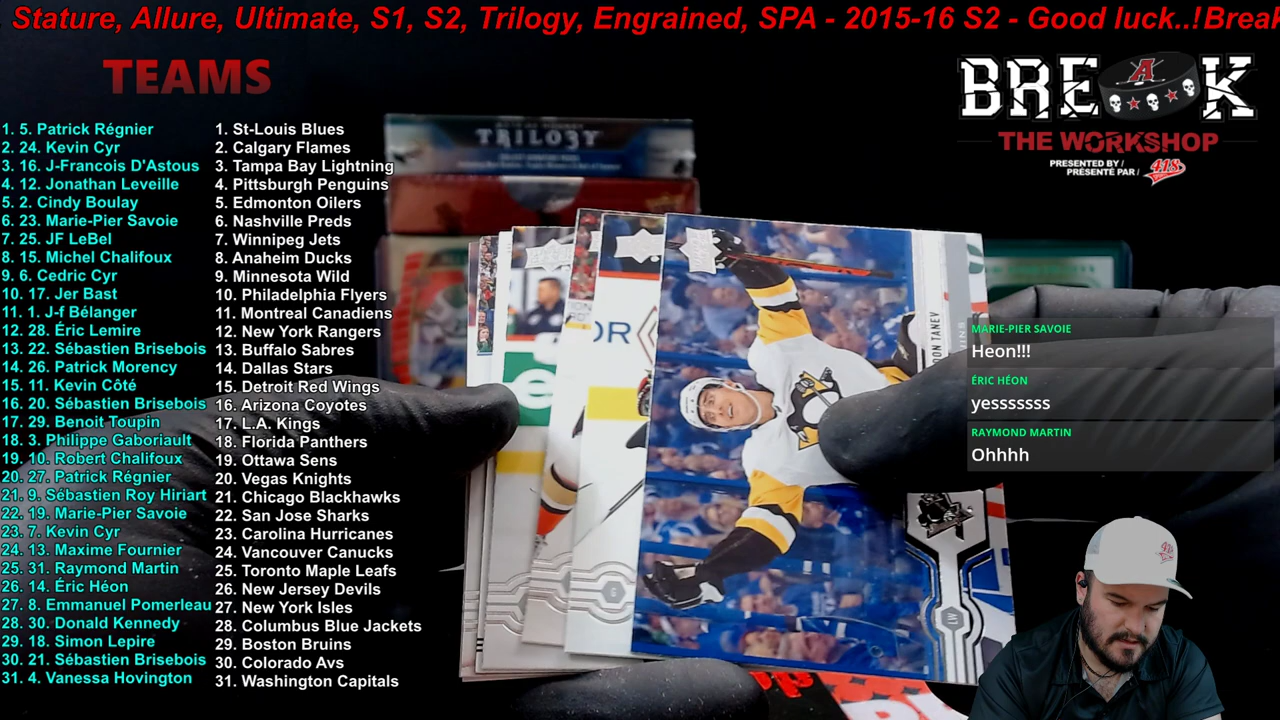 Stature, Allure, Ultimate, S1, S2, Trilogy, Engrained, SPA - 2015-16 S2 - Good luck..!Brea
TEAMS
1. 5. Patrick Régnier
2. 24. Kevin Cyr
3. 16. J-Francois D'Astous
4. 12. Jonathan Leveille
5. 2. Cindy Boulay
6. 23. Marie-Pier Savoie
7. 25. JF LeBel
8. 15. Michel Chalifoux
9. 6. Cedric Cyr
10. 17. Jer Bast
11. 1. J-f Bélanger
12. 28. Éric Lemire
13. 22. Sébastien Brisebois
14. 26. Patrick Morency
15. 11. Kevin Côté
16. 20. Sébastien Brisebois
17. 29. Benoit Toupin
18. 3. Philippe Gaboriault
19. 10. Robert Chalifoux
20. 27. Patrick Régnier
21. 9. Sébastien Roy Hiriart
22. 19. Marie-Pier Savoie
23. 7. Kevin Cyr
24. 13. Maxime Fournier
25. 31. Raymond Martin
26. 14. Éric Héon
27. 8. Emmanuel Pomerleau
28. 30. Donald Kennedy
29. 18. Simon Lepire
30. 21. Sébastien Brisebois
31. 4. Vanessa Hovington
1. St-Louis Blues
2. Calgary Flames
3. Tampa Bay Lightning
4. Pittsburgh Penguins
5. Edmonton Oilers
6. Nashville Preds
7. Winnipeg Jets
8. Anaheim Ducks
9. Minnesota Wild
10. Philadelphia Flyers
11. Montreal Canadiens
12. New York Rangers
13. Buffalo Sabres
14. Dallas Stars
15. Detroit Red Wings
16. Arizona Coyotes
17. L.A. Kings
18. Florida Panthers
19. Ottawa Sens
20. Vegas Knights
21. Chicago Blackhawks
22. San Jose Sharks
23. Carolina Hurricanes
24. Vancouver Canucks
25. Toronto Maple Leafs
26. New Jersey Devils
27. New York Isles
28. Columbus Blue Jackets
29. Boston Bruins
30. Colorado Avs
31. Washington Capitals
TRILOGY
OR
ON TANEV
LW
BREAK
THE WORKSHOP
PRESENTED BY /
PRÉSENTÉ PAR /
418
MARIE-PIER SAVOIE
Heon!!!
ÉRIC HÉON
yesssssss
RAYMOND MARTIN
Ohhhh